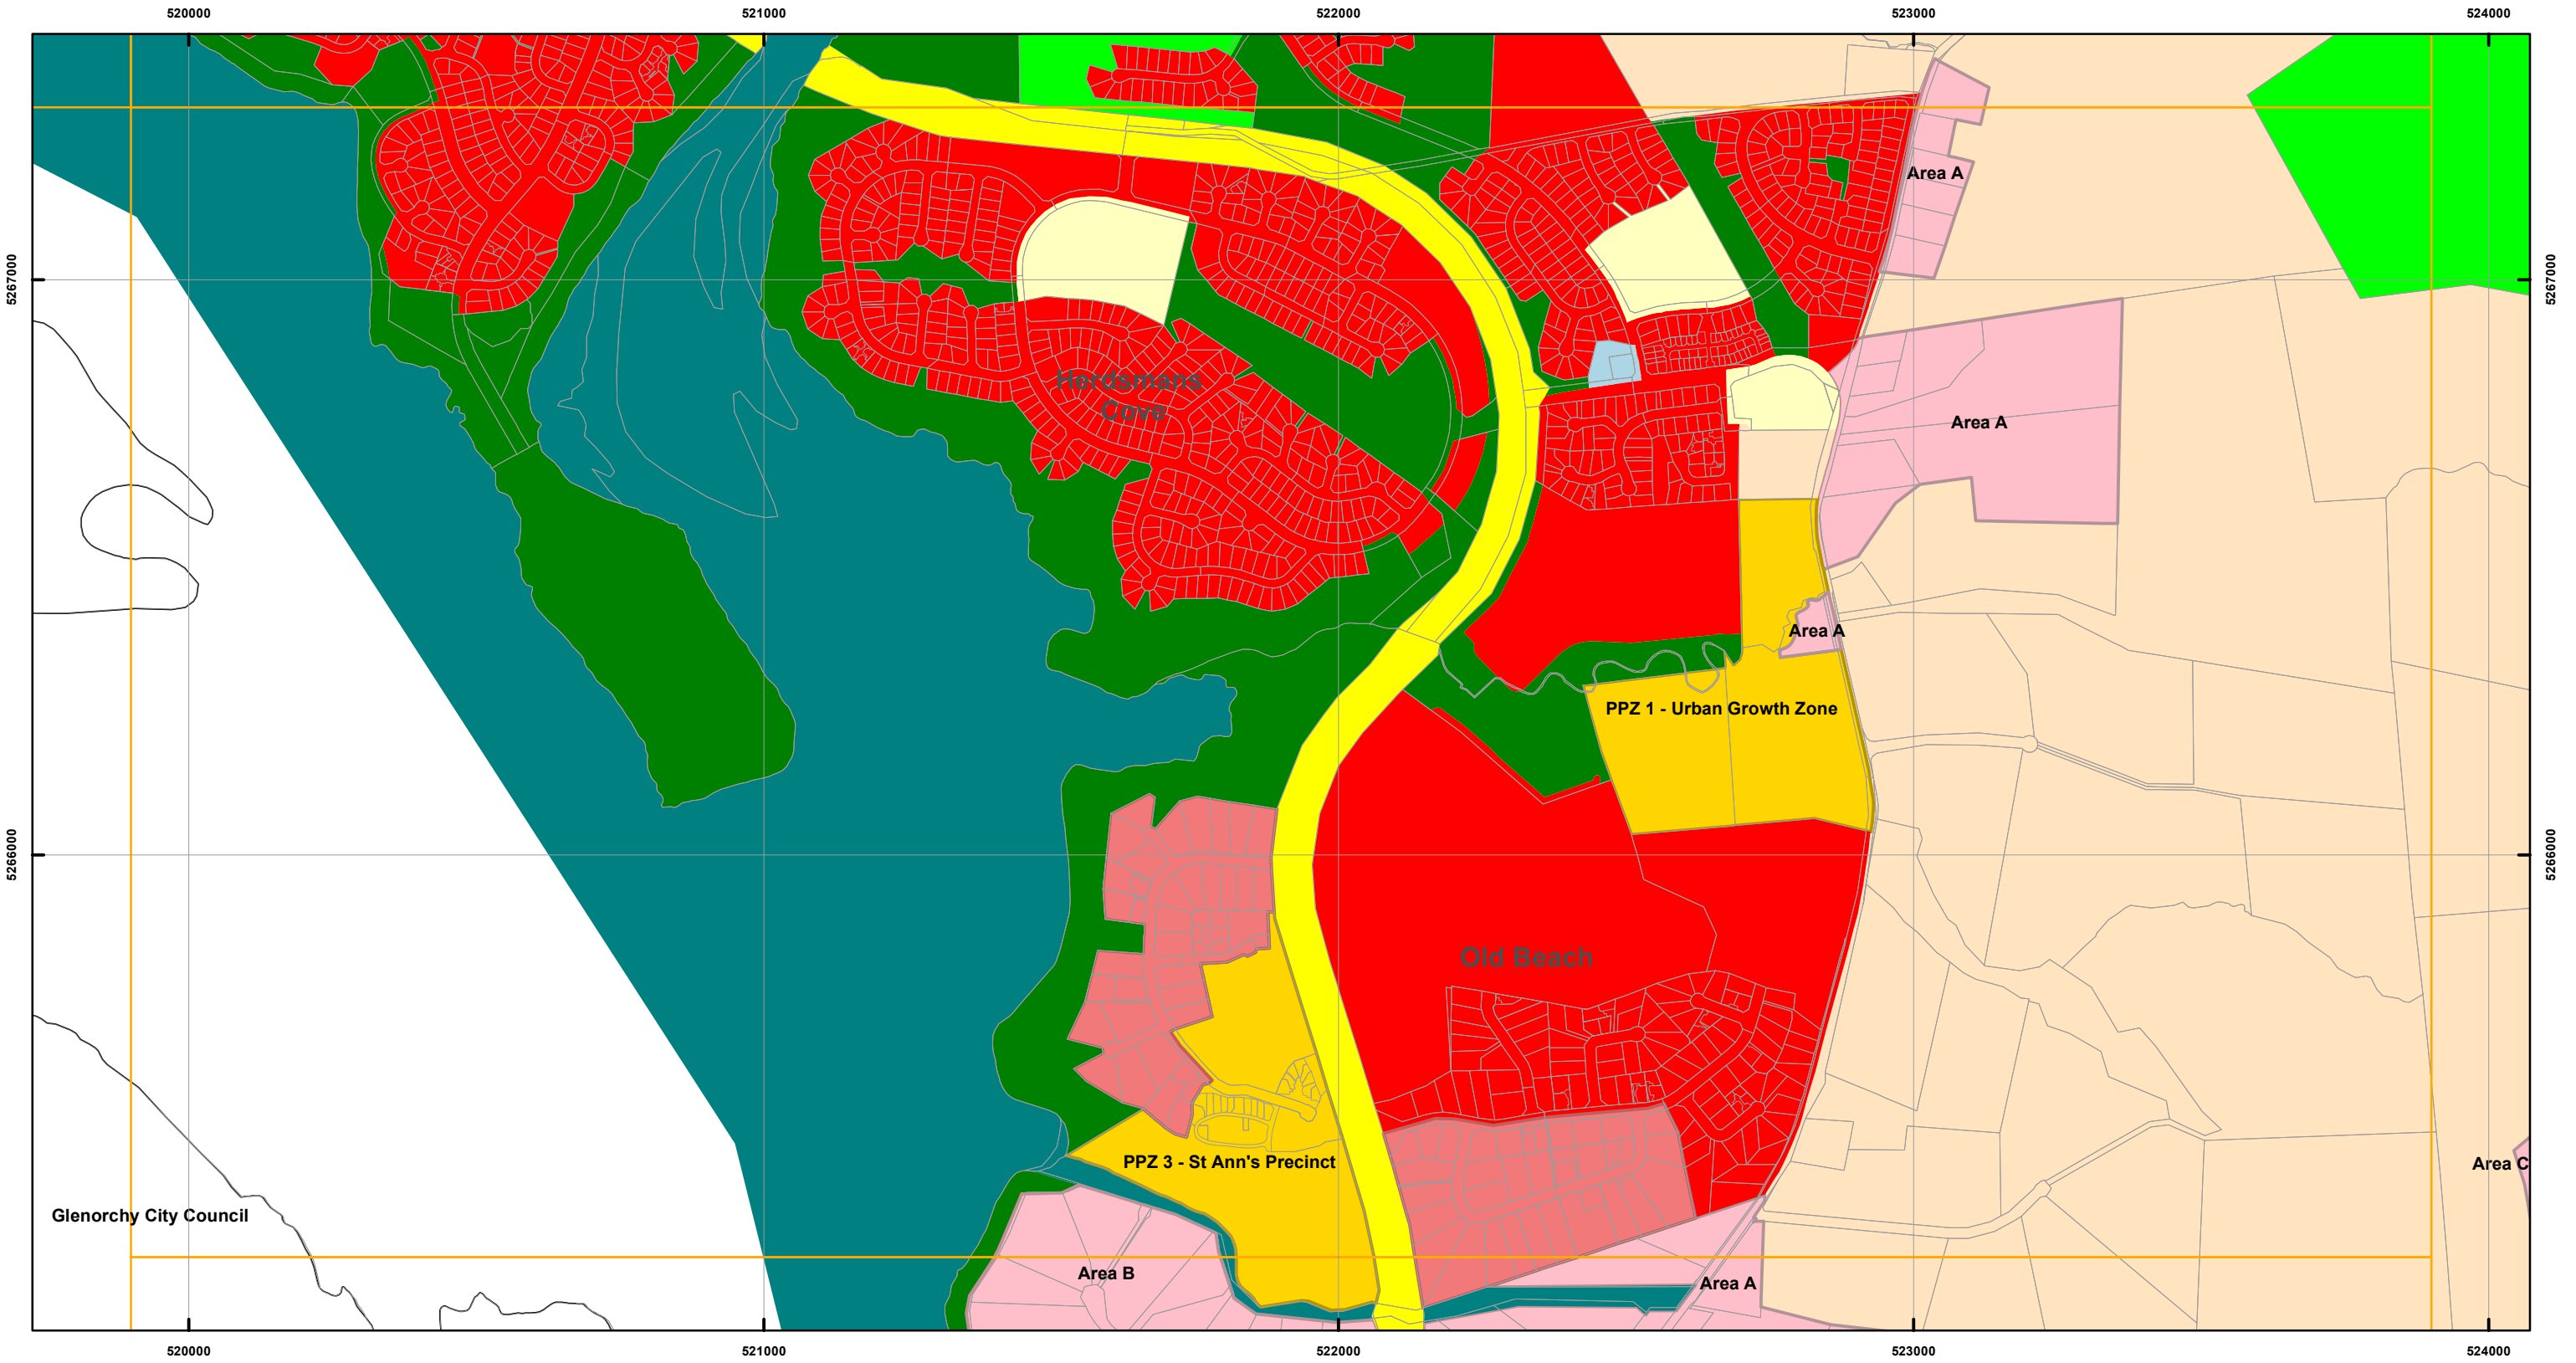 520000
521000
522000
523000
524000
Area A
5267000
5267000
Herdsmans
Cove
Area A
Area A
PPZ 1 - Urban Growth Zone
5266000
5266000
Old Beach
PPZ 3 - St Ann's Precinct
Area C
Glenorchy City Council
Area B
Area A
520000
521000
522000
523000
524000